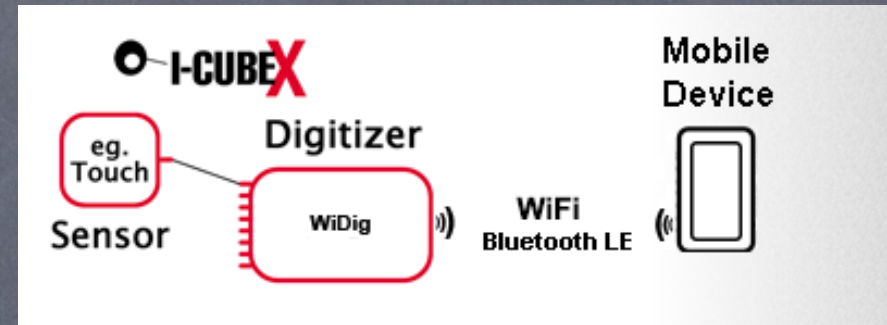 I-CUBEX
Mobile
Device
Digitizer
eg.
Touch
WiDig
WiFi
Bluetooth LE
Sensor